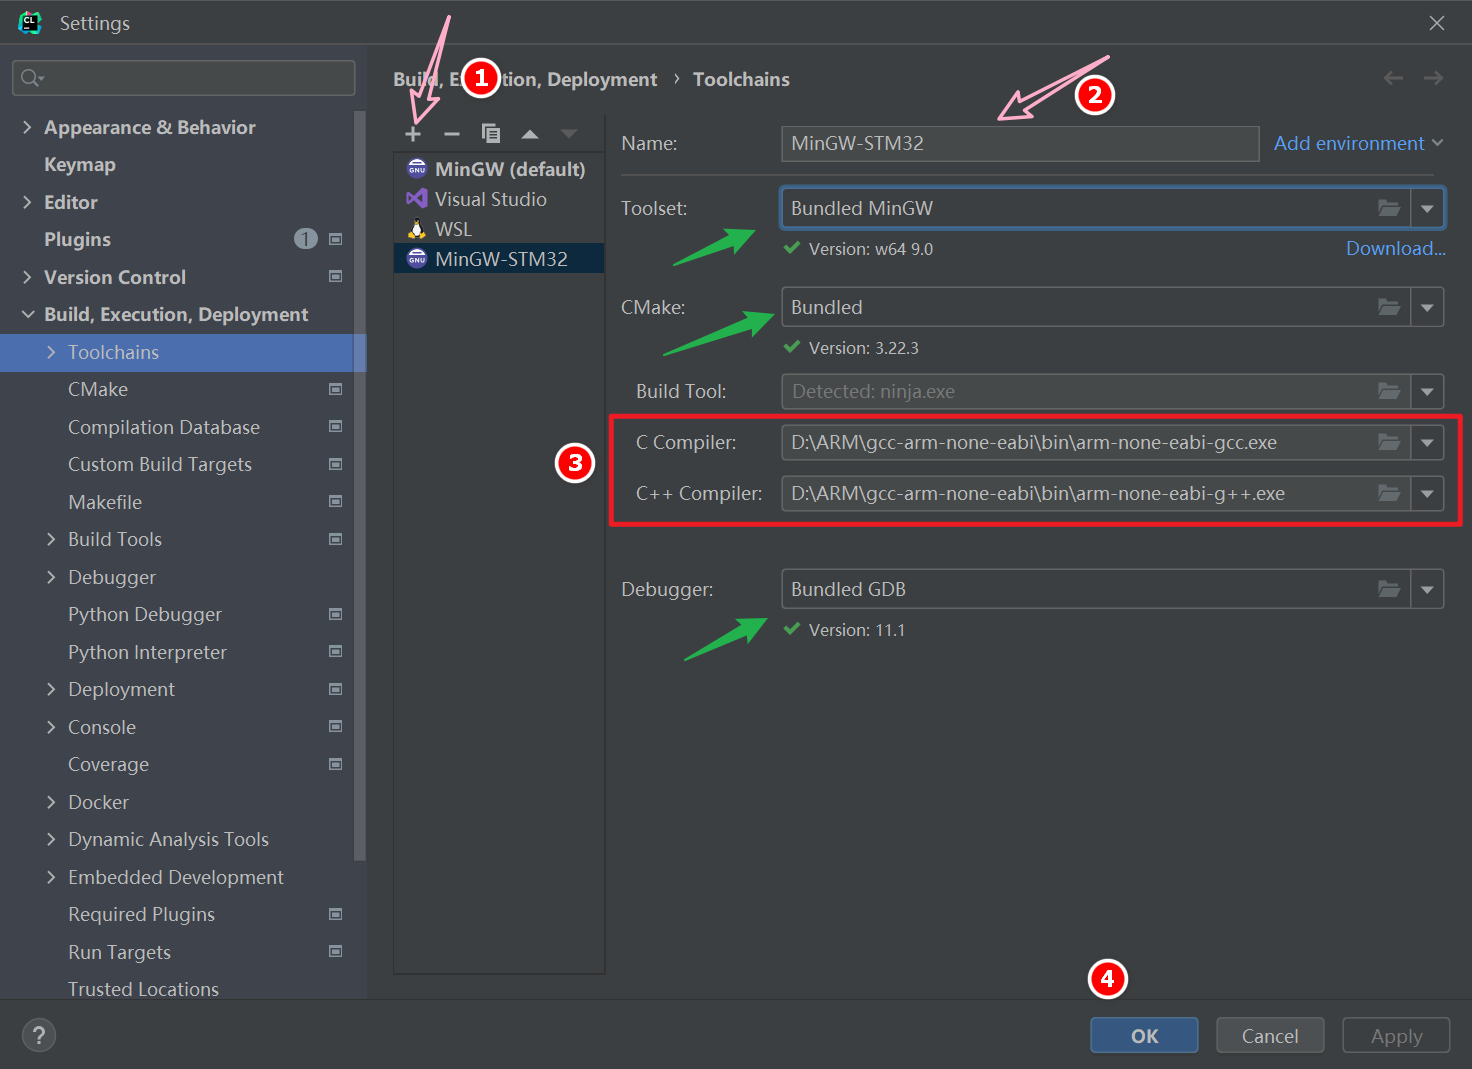 Settings
Appearance & Behavior
Keymap
Editor
Plugins 1
Version Control
Build, Execution, Deployment
Toolchains
CMake
Compilation Database
Custom Build Targets
Makefile
Build Tools
Debugger
Python Debugger
Python Interpreter
Deployment
Console
Coverage
Docker
Dynamic Analysis Tools
Embedded Development
Required Plugins
Run Targets
Trusted Locations
Build, E tion, Deployment › Toolchains
1
2
MinGW (default)
Visual Studio
WSL
MinGW-STM32
Name: MinGW-STM32 Add environment
Toolset: Bundled MinGW
Version: w64 9.0 Download...
CMake: Bundled
Version: 3.22.3
Build Tool: Detected: ninja.exe
3
C Compiler: D:\ARM\gcc-arm-none-eabi\bin\arm-none-eabi-gcc.exe
C++ Compiler: D:\ARM\gcc-arm-none-eabi\bin\arm-none-eabi-g++.exe
Debugger: Bundled GDB
Version: 11.1
4
? OK Cancel Apply